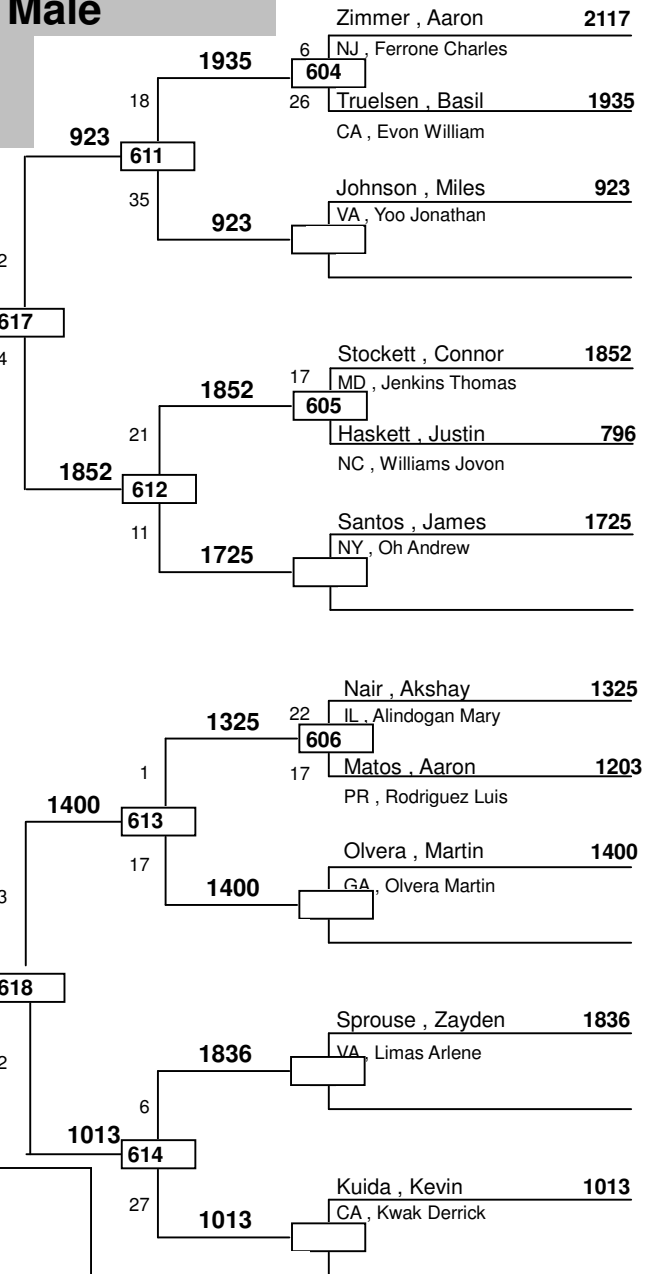 Male
Zimmer , Aaron 2117
6 NJ , Ferrone Charles
1935
604
26 Truelsen , Basil 1935
18
CA , Evon William
923
611
Johnson , Miles 923
35
VA , Yoo Jonathan
923
2
617
4
Stockett , Connor 1852
17 MD , Jenkins Thomas
1852
605
21
Haskett , Justin 796
NC , Williams Jovon
1852
612
Santos , James 1725
11
NY , Oh Andrew
1725
Nair , Akshay 1325
22 IL , Alindogan Mary
1325
606
1
17 Matos , Aaron 1203
PR , Rodriguez Luis
1400
613
Olvera , Martin 1400
17
GA , Olvera Martin
1400
3
618
Sprouse , Zayden 1836
VA , Limas Arlene
1836
2
6
1013
614
Kuida , Kevin 1013
27
CA , Kwak Derrick
1013